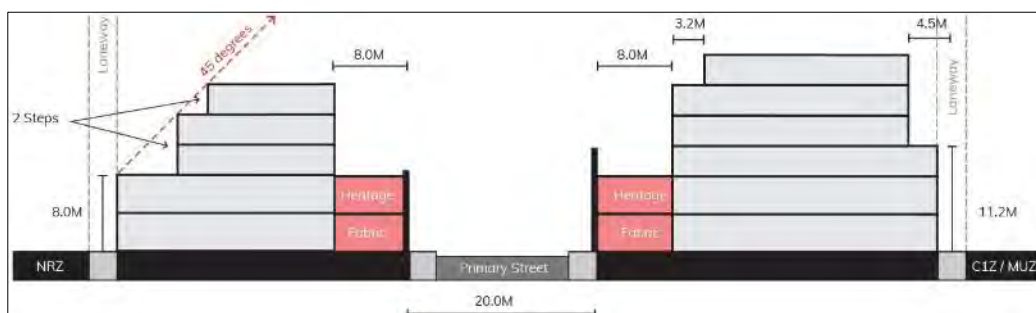 3.2M
4.5M
Laneway
45 degrees
8.0M
8.0M
Laneway
2 Steps
Heritage
Heritage
8.0M
11.2M
Fabric
Fabric
NRZ
Primary Street
C1Z / MUZ
20.0M